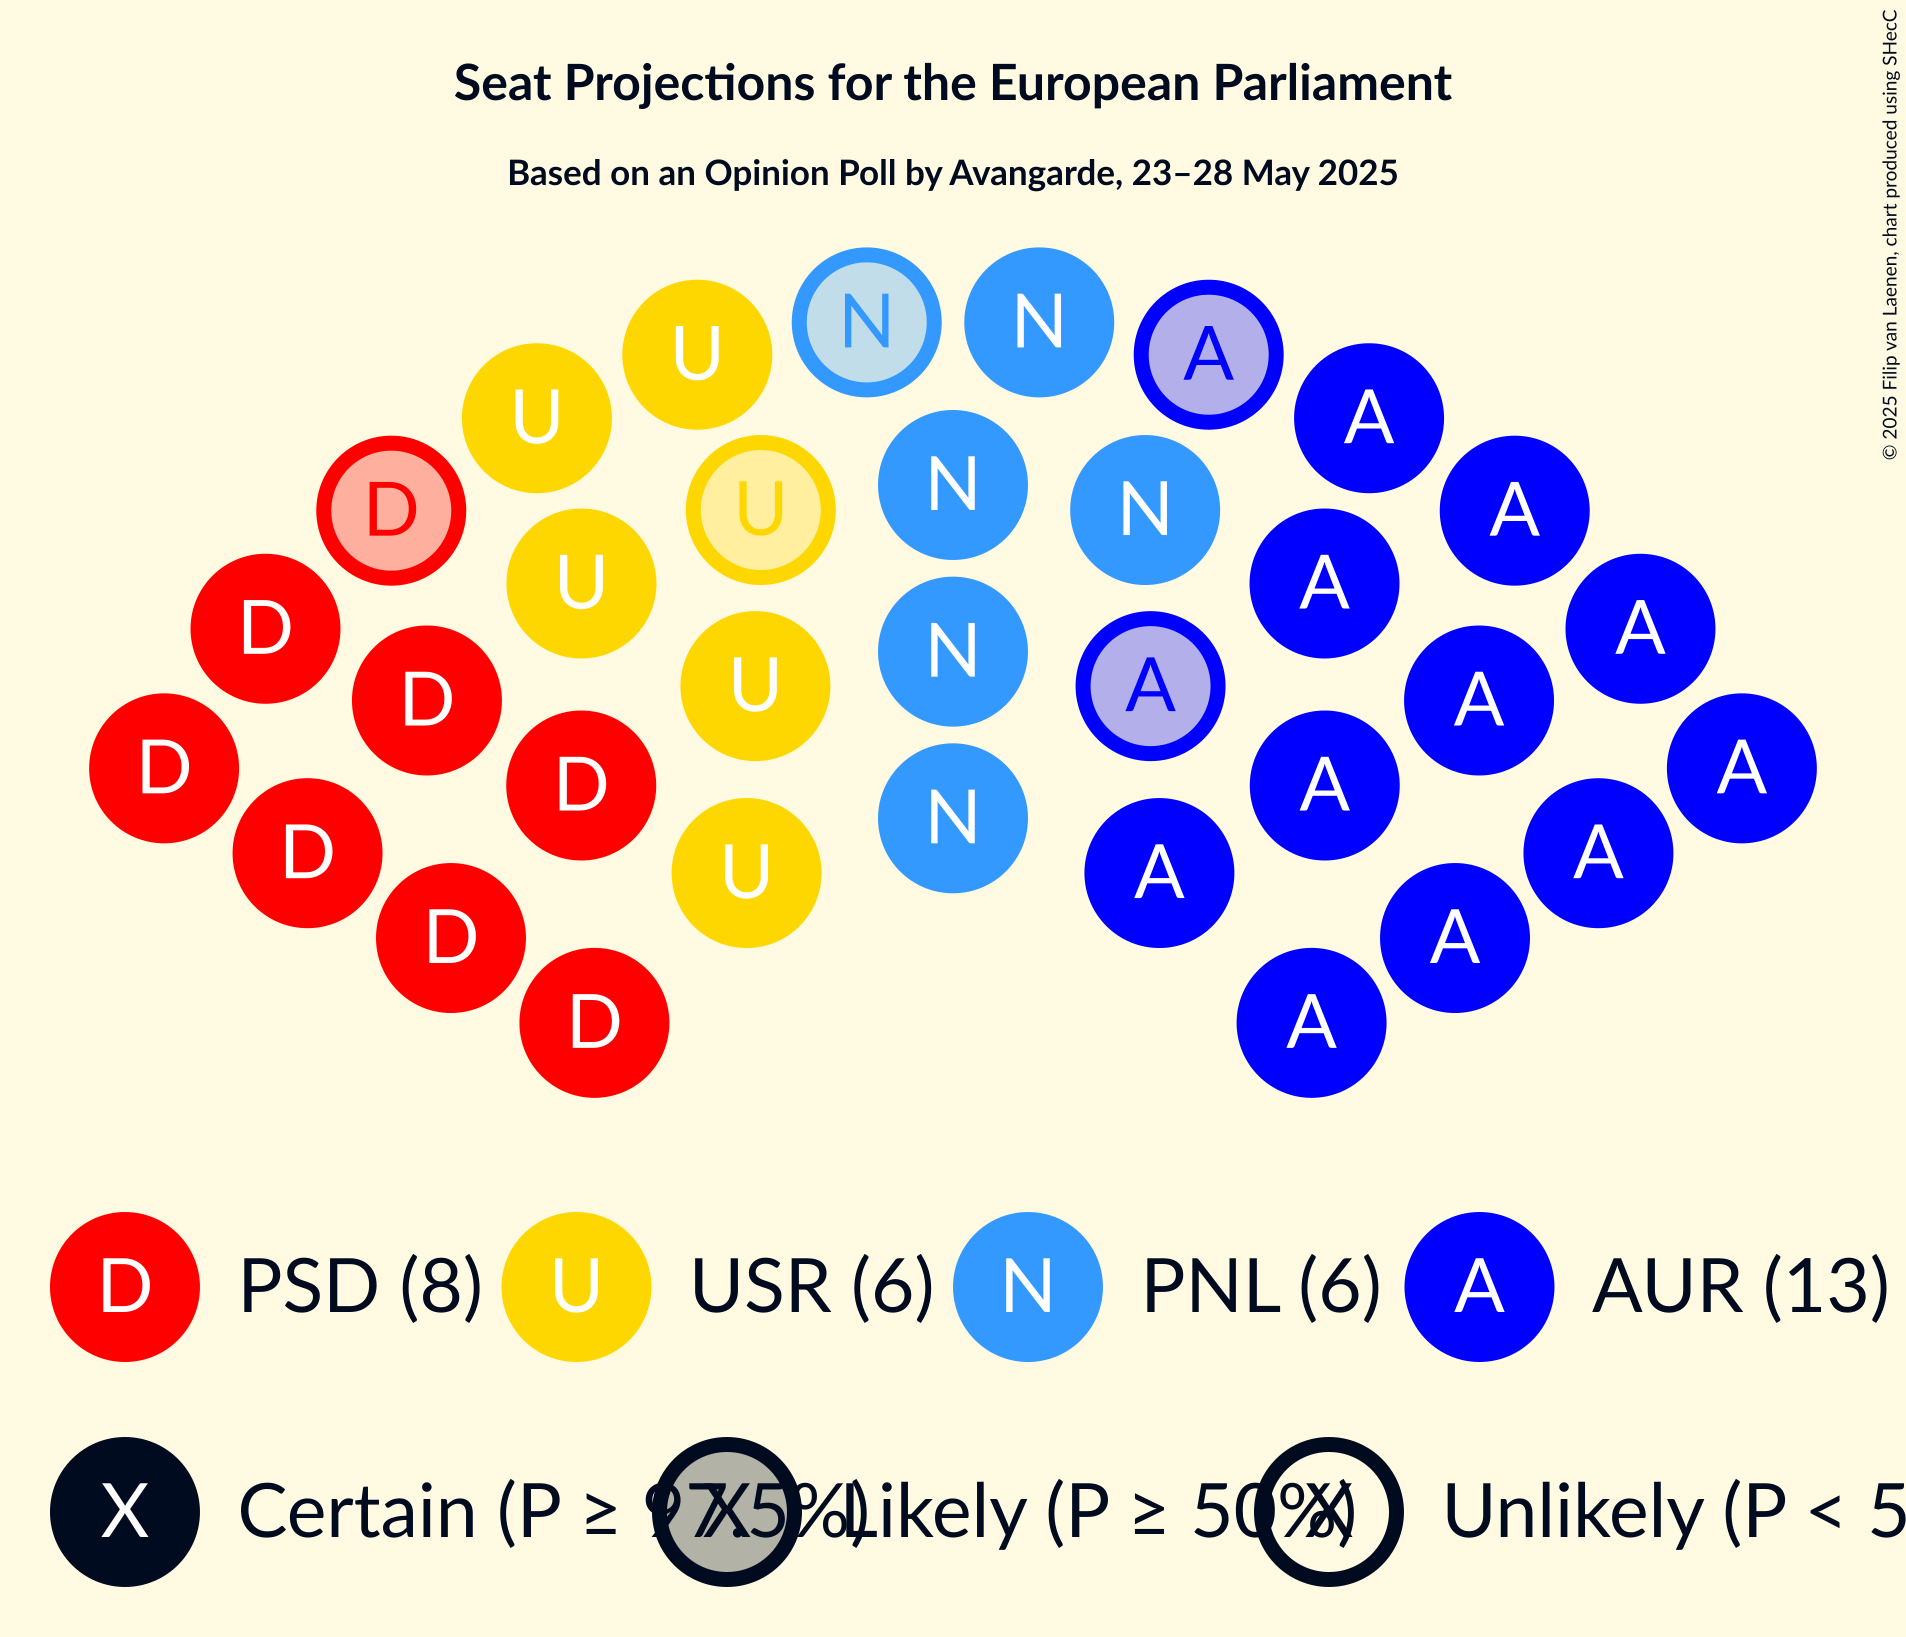 Seat Projections for the European Parliament
Based on an Opinion Poll by Avangarde, 23–28 May 2025
© 2025 Filip van Laenen, chart produced using SHecC
N N
U A
U A
N
D U N A
U A
D A
N
D U A A
D A
D A
N
D U A A
D A
D A
D PSD (8) U USR (6) N PNL (6) A AUR (13)
X Certain (P ≥ 97.5%) X Likely (P ≥ 50%) X Unlikely (P < 5